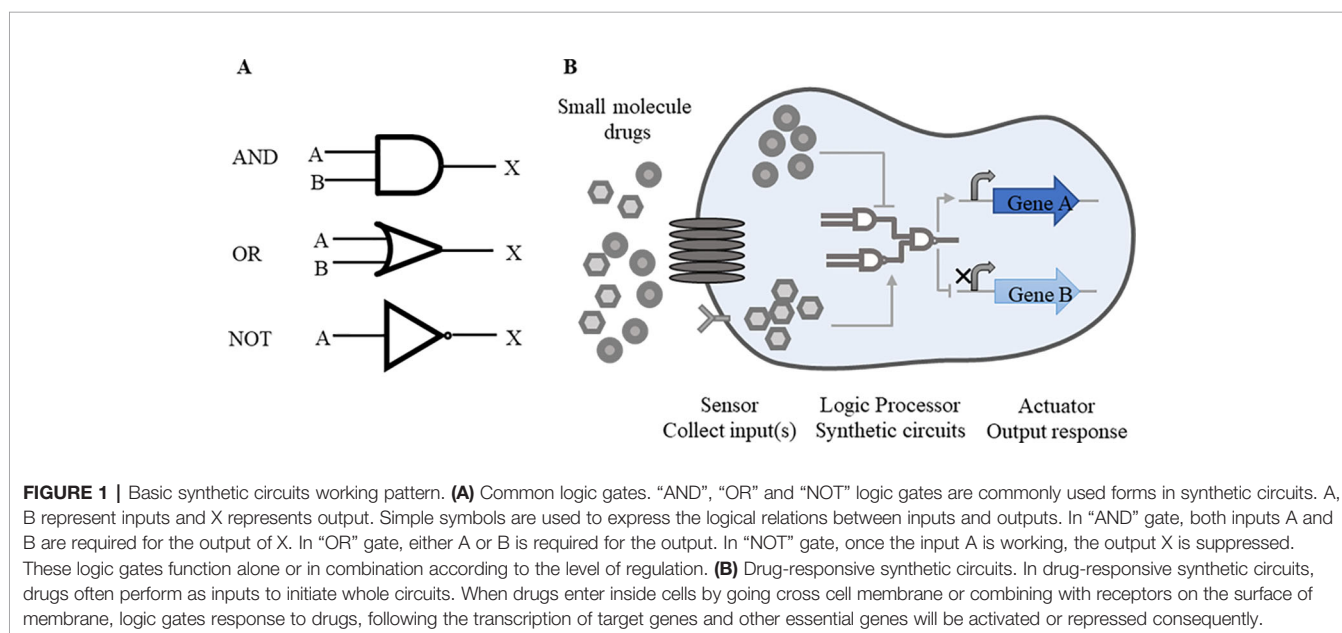 A
AND
A
B
X
OR
A
B
X
NOT
A
X
B
Small molecule
drugs
Gene A
Gene B
Sensor
Collect input(s)
Logic Processor
Synthetic circuits
Actuator
Output response
FIGURE 1 | Basic synthetic circuits working pattern. (A) Common logic gates. “AND”, “OR” and “NOT” logic gates are commonly used forms in synthetic circuits. A,
B represent inputs and X represents output. Simple symbols are used to express the logical relations between inputs and outputs. In “AND” gate, both inputs A and
B are required for the output of X. In “OR” gate, either A or B is required for the output. In “NOT” gate, once the input A is working, the output X is suppressed.
These logic gates function alone or in combination according to the level of regulation. (B) Drug-responsive synthetic circuits. In drug-responsive synthetic circuits,
drugs often perform as inputs to initiate whole circuits. When drugs enter inside cells by going cross cell membrane or combining with receptors on the surface of
membrane, logic gates response to drugs, following the transcription of target genes and other essential genes will be activated or repressed consequently.